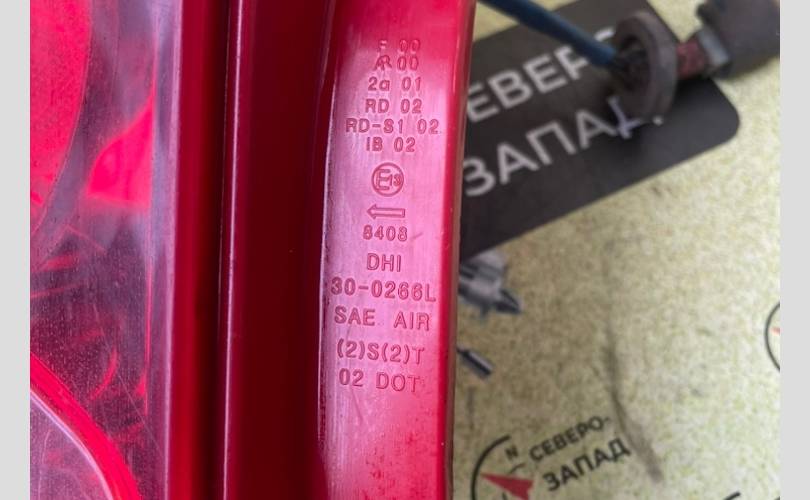 F 00
AR 00
2a 01
RD 02
RD-S1 02
IB 02
E13
8408
DHI
30-0266L
SAE AIR
(2)S(2)T
02 DOT
СЕВЕРО
ЗАПАД
N
СЕВЕРО-
ЗАПАД